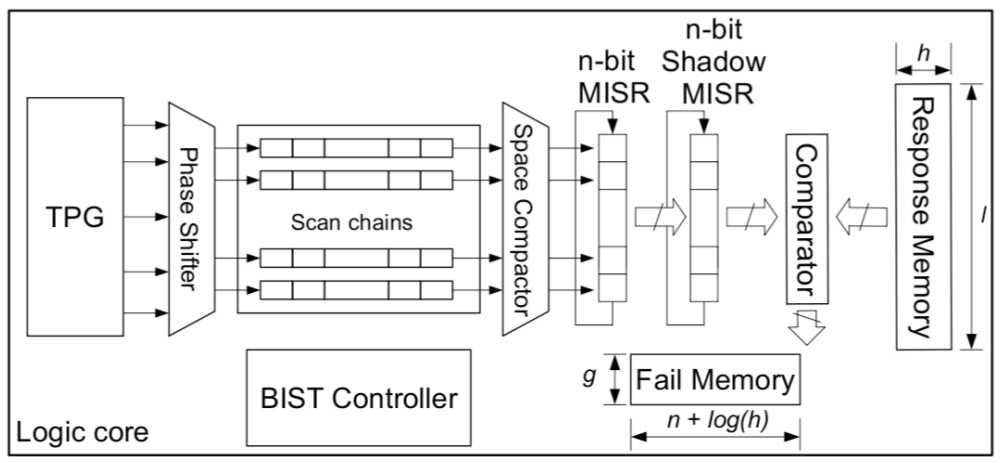 TPG
Phase Shifter
Scan chains
Space Compactor
n-bit
MISR
n-bit
Shadow
MISR
Comparator
h
Response Memory
l
BIST Controller
g
Fail Memory
n + log(h)
Logic core